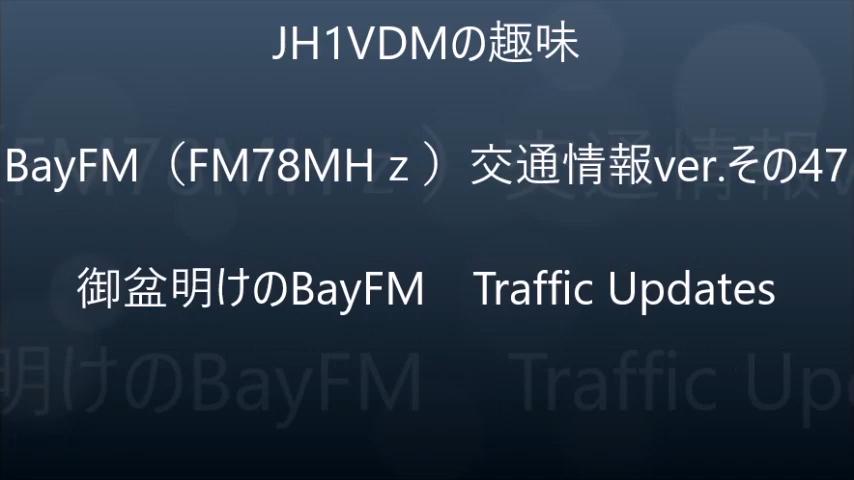 JH1VDMの趣味
BayFM（FM78MHｚ）交通情報ver.その47
御盆明けのBayFM　Traffic Updates